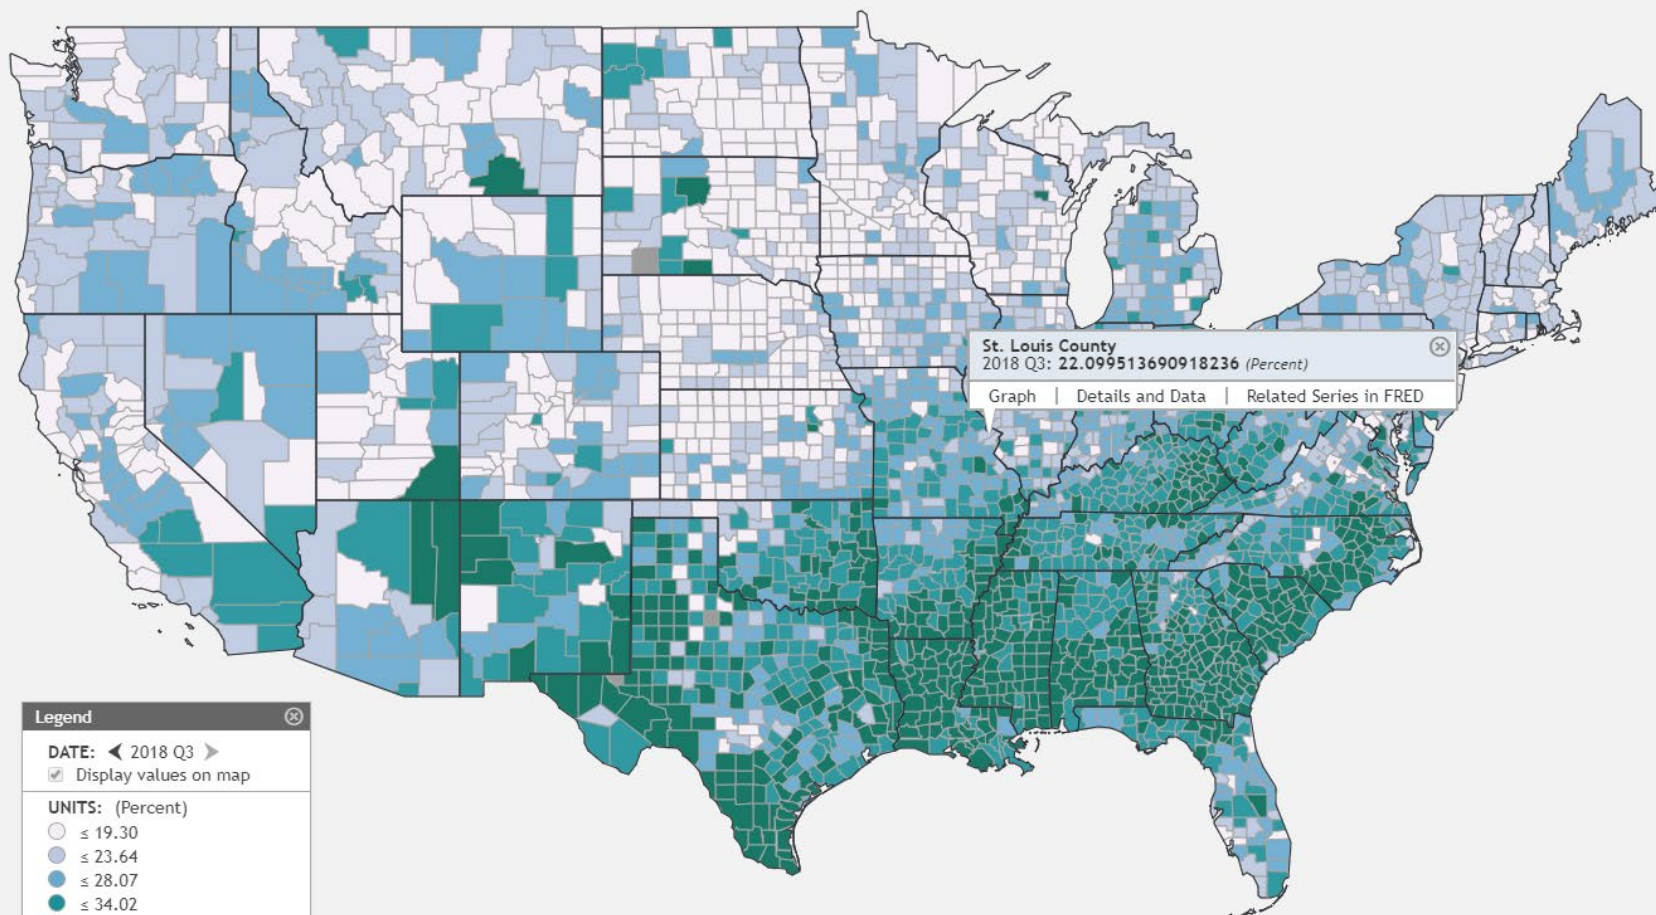 St. Louis County
2018 Q3: 22.099513690918236 (Percent)
Graph | Details and Data | Related Series in FRED
Legend
DATE: 2018 Q3
Display values on map
UNITS: (Percent)
≤ 19.30
≤ 23.64
≤ 28.07
≤ 34.02